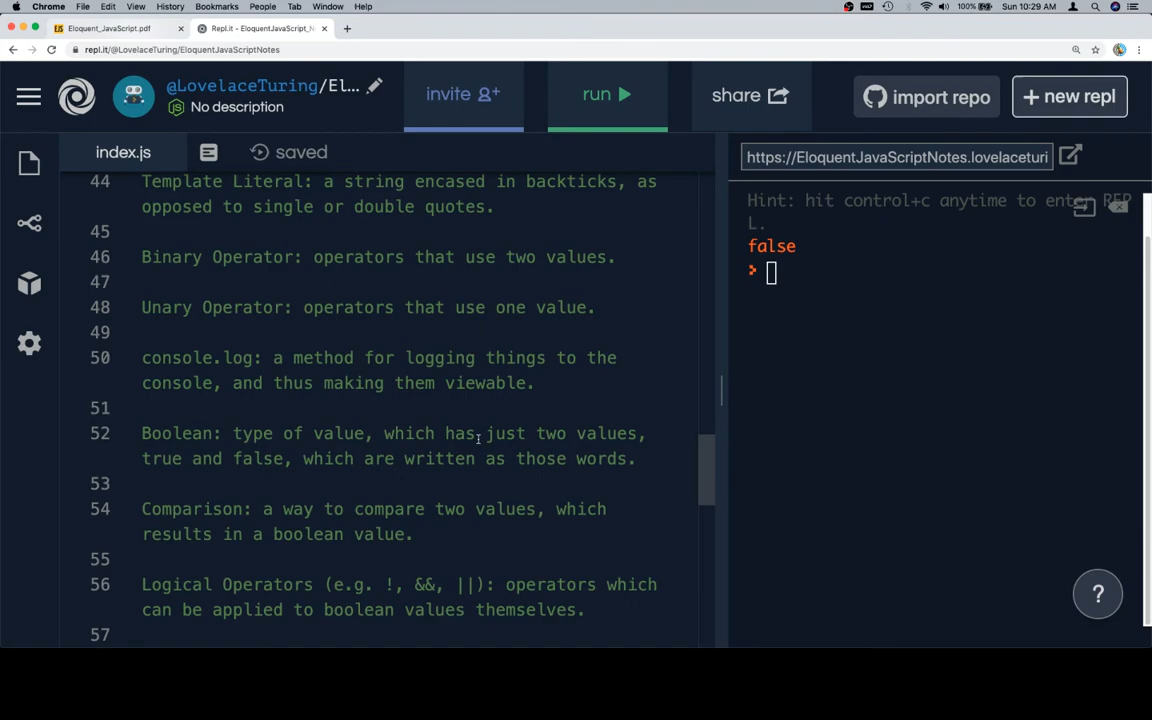 Chrome File Edit View History Bookmarks People Tab Window Help 100% Sun 10:29 AM
Eloquent_JavaScript.pdf Repl.it - EloquentJavaScript_N
repl.it/@LovelaceTuring/EloquentJavaScriptNotes
@LovelaceTuring/El...
No description
invite
run
share
import repo
+ new repl
index.js
saved
44 Template Literal: a string encased in backticks, as
opposed to single or double quotes.
45
46 Binary Operator: operators that use two values.
47
48 Unary Operator: operators that use one value.
49
50 console.log: a method for logging things to the
console, and thus making them viewable.
51
52 Boolean: type of value, which has just two values,
true and false, which are written as those words.
53
54 Comparison: a way to compare two values, which
results in a boolean value.
55
56 Logical Operators (e.g. !, &&, ||): operators which
can be applied to boolean values themselves.
57
https://EloquentJavaScriptNotes.lovelaceturi
Hint: hit control+c anytime to enter REP
L.
false
>
?